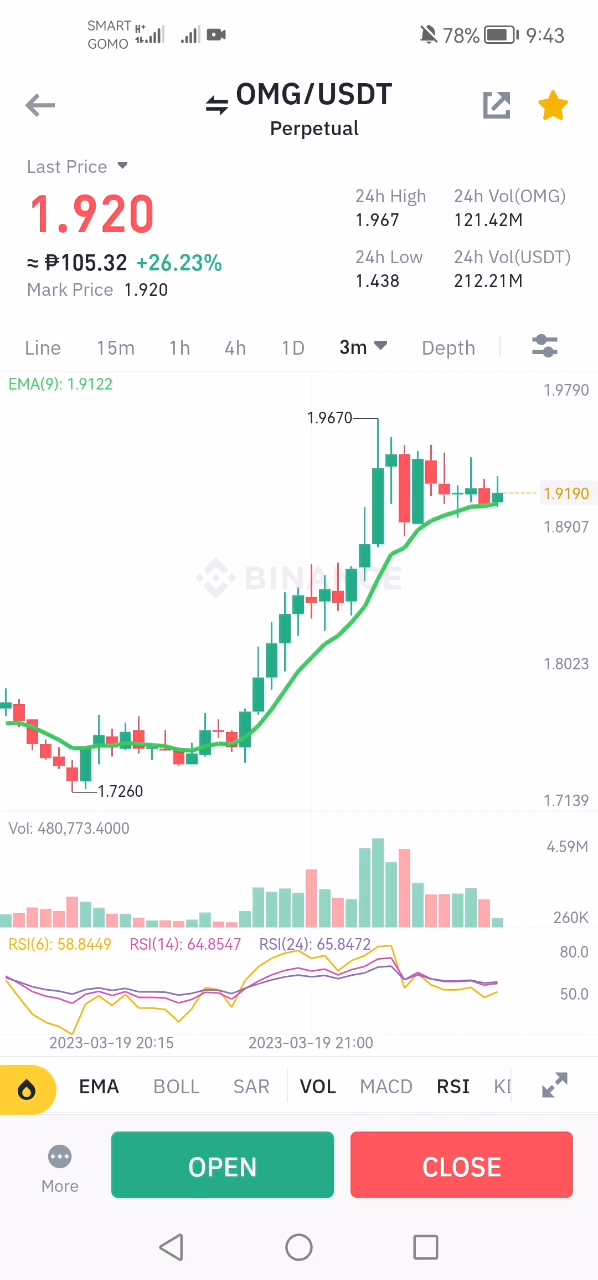 SMART
GOMO
78% 9:43
OMG/USDT
Perpetual
Last Price
1.920
≈ ₱105.32 +26.23%
Mark Price 1.920
24h High
1.967
24h Vol(OMG)
121.42M
24h Low
1.438
24h Vol(USDT)
212.21M
Line 15m 1h 4h 1D 3m Depth
EMA(9): 1.9122
1.9790
1.9670
1.9190
1.8907
BINANCE
1.8023
1.7260
1.7139
Vol: 480,773.4000
4.59M
260K
RSI(6): 58.8449 RSI(14): 64.8547 RSI(24): 65.8472
80.0
50.0
2023-03-19 20:15 2023-03-19 21:00
EMA BOLL SAR VOL MACD RSI
More
OPEN
CLOSE